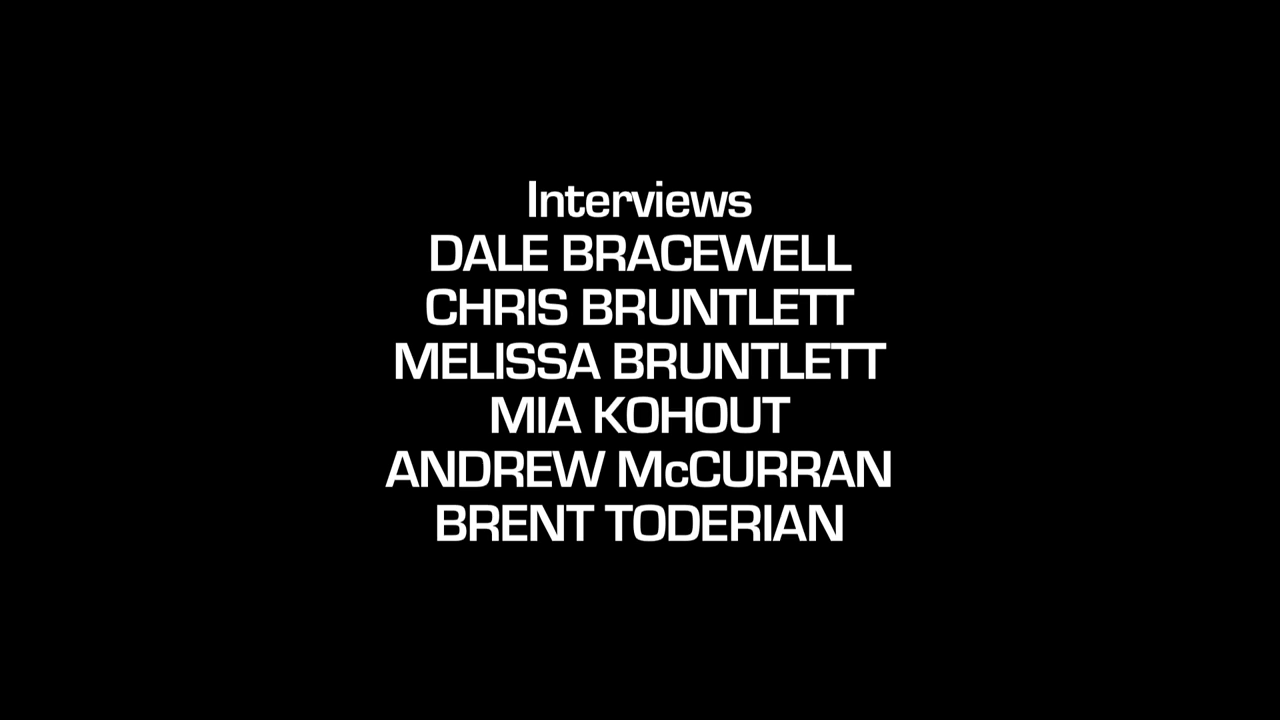 Interviews
DALE BRACEWELL
CHRIS BRUNTLETT
MELISSA BRUNTLETT
MIA KOHOUT
ANDREW McCURRAN
BRENT TODERIAN